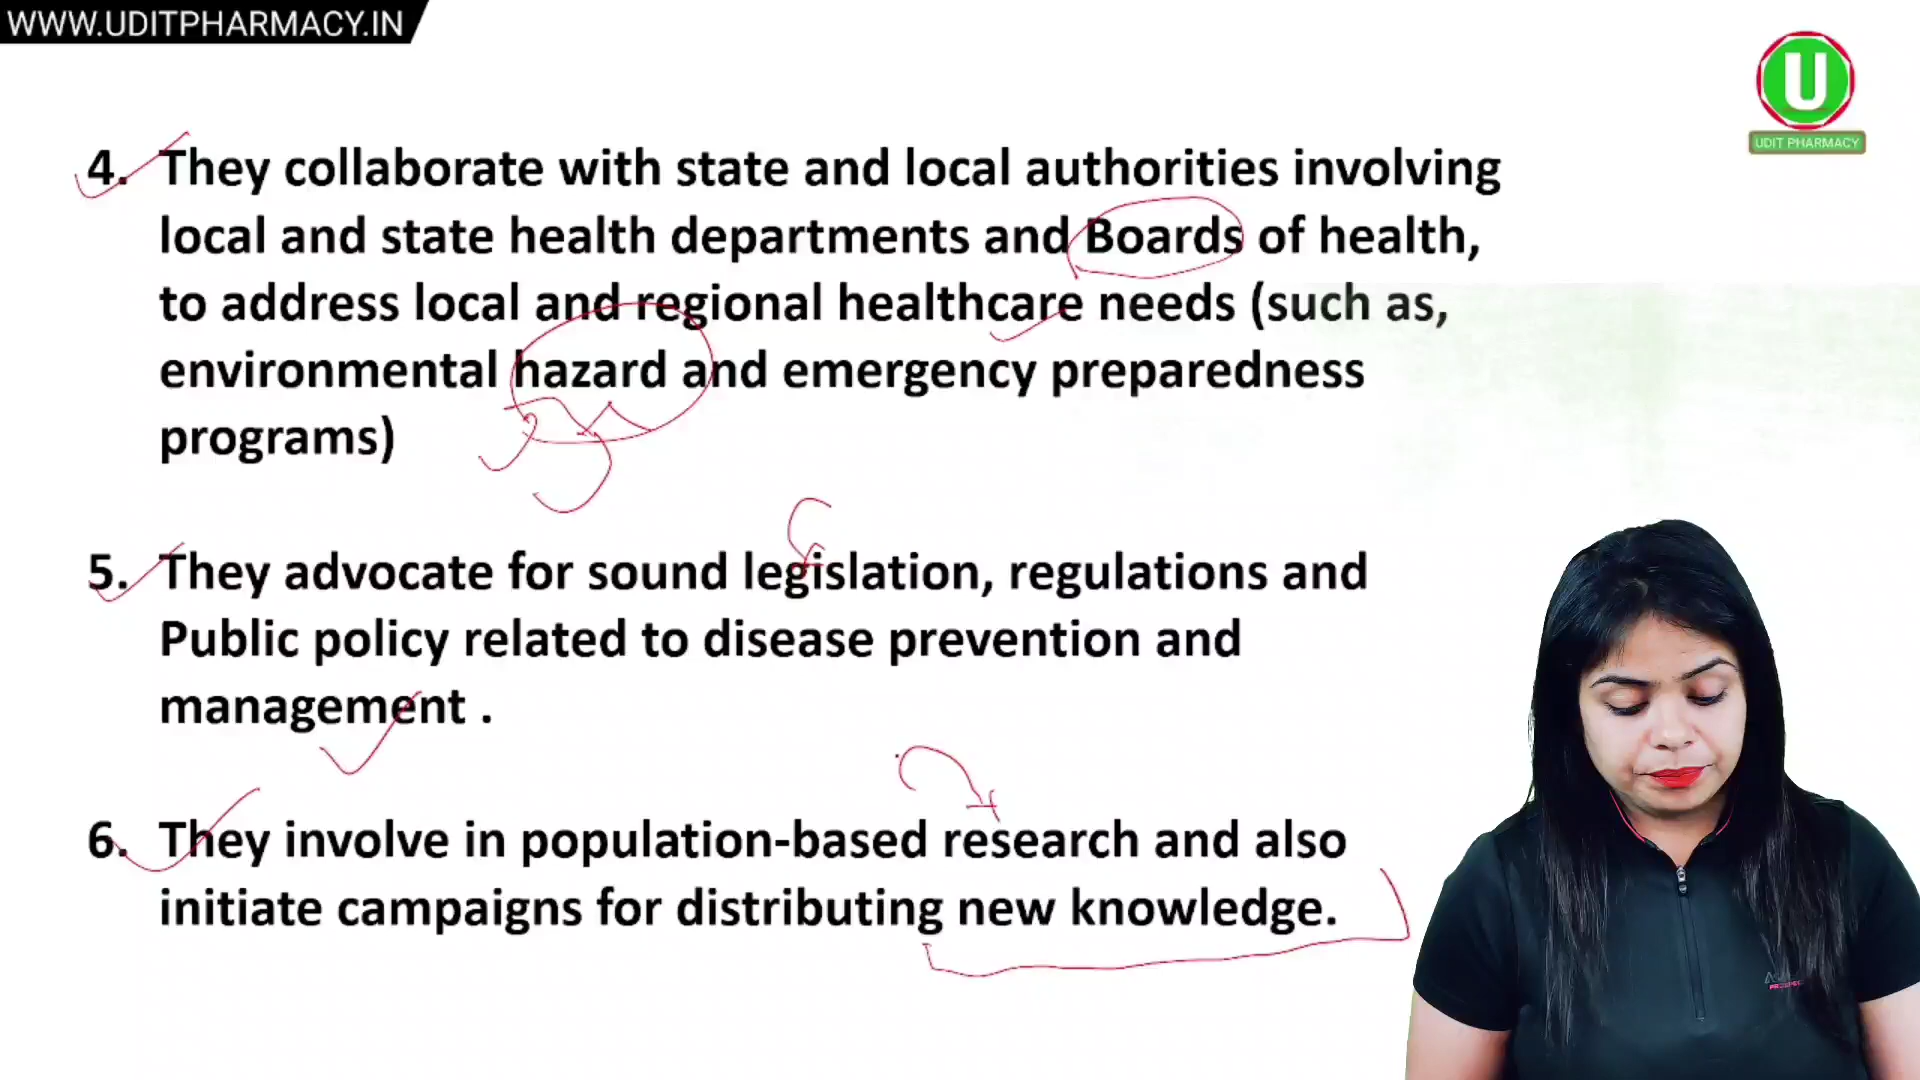 WWW.UDITPHARMACY.IN
U
UDIT PHARMACY
4. They collaborate with state and local authorities involving
local and state health departments and Boards of health,
to address local and regional healthcare needs (such as,
environmental hazard and emergency preparedness
programs)
5. They advocate for sound legislation, regulations and
Public policy related to disease prevention and
management .
6. They involve in population-based research and also
initiate campaigns for distributing new knowledge.